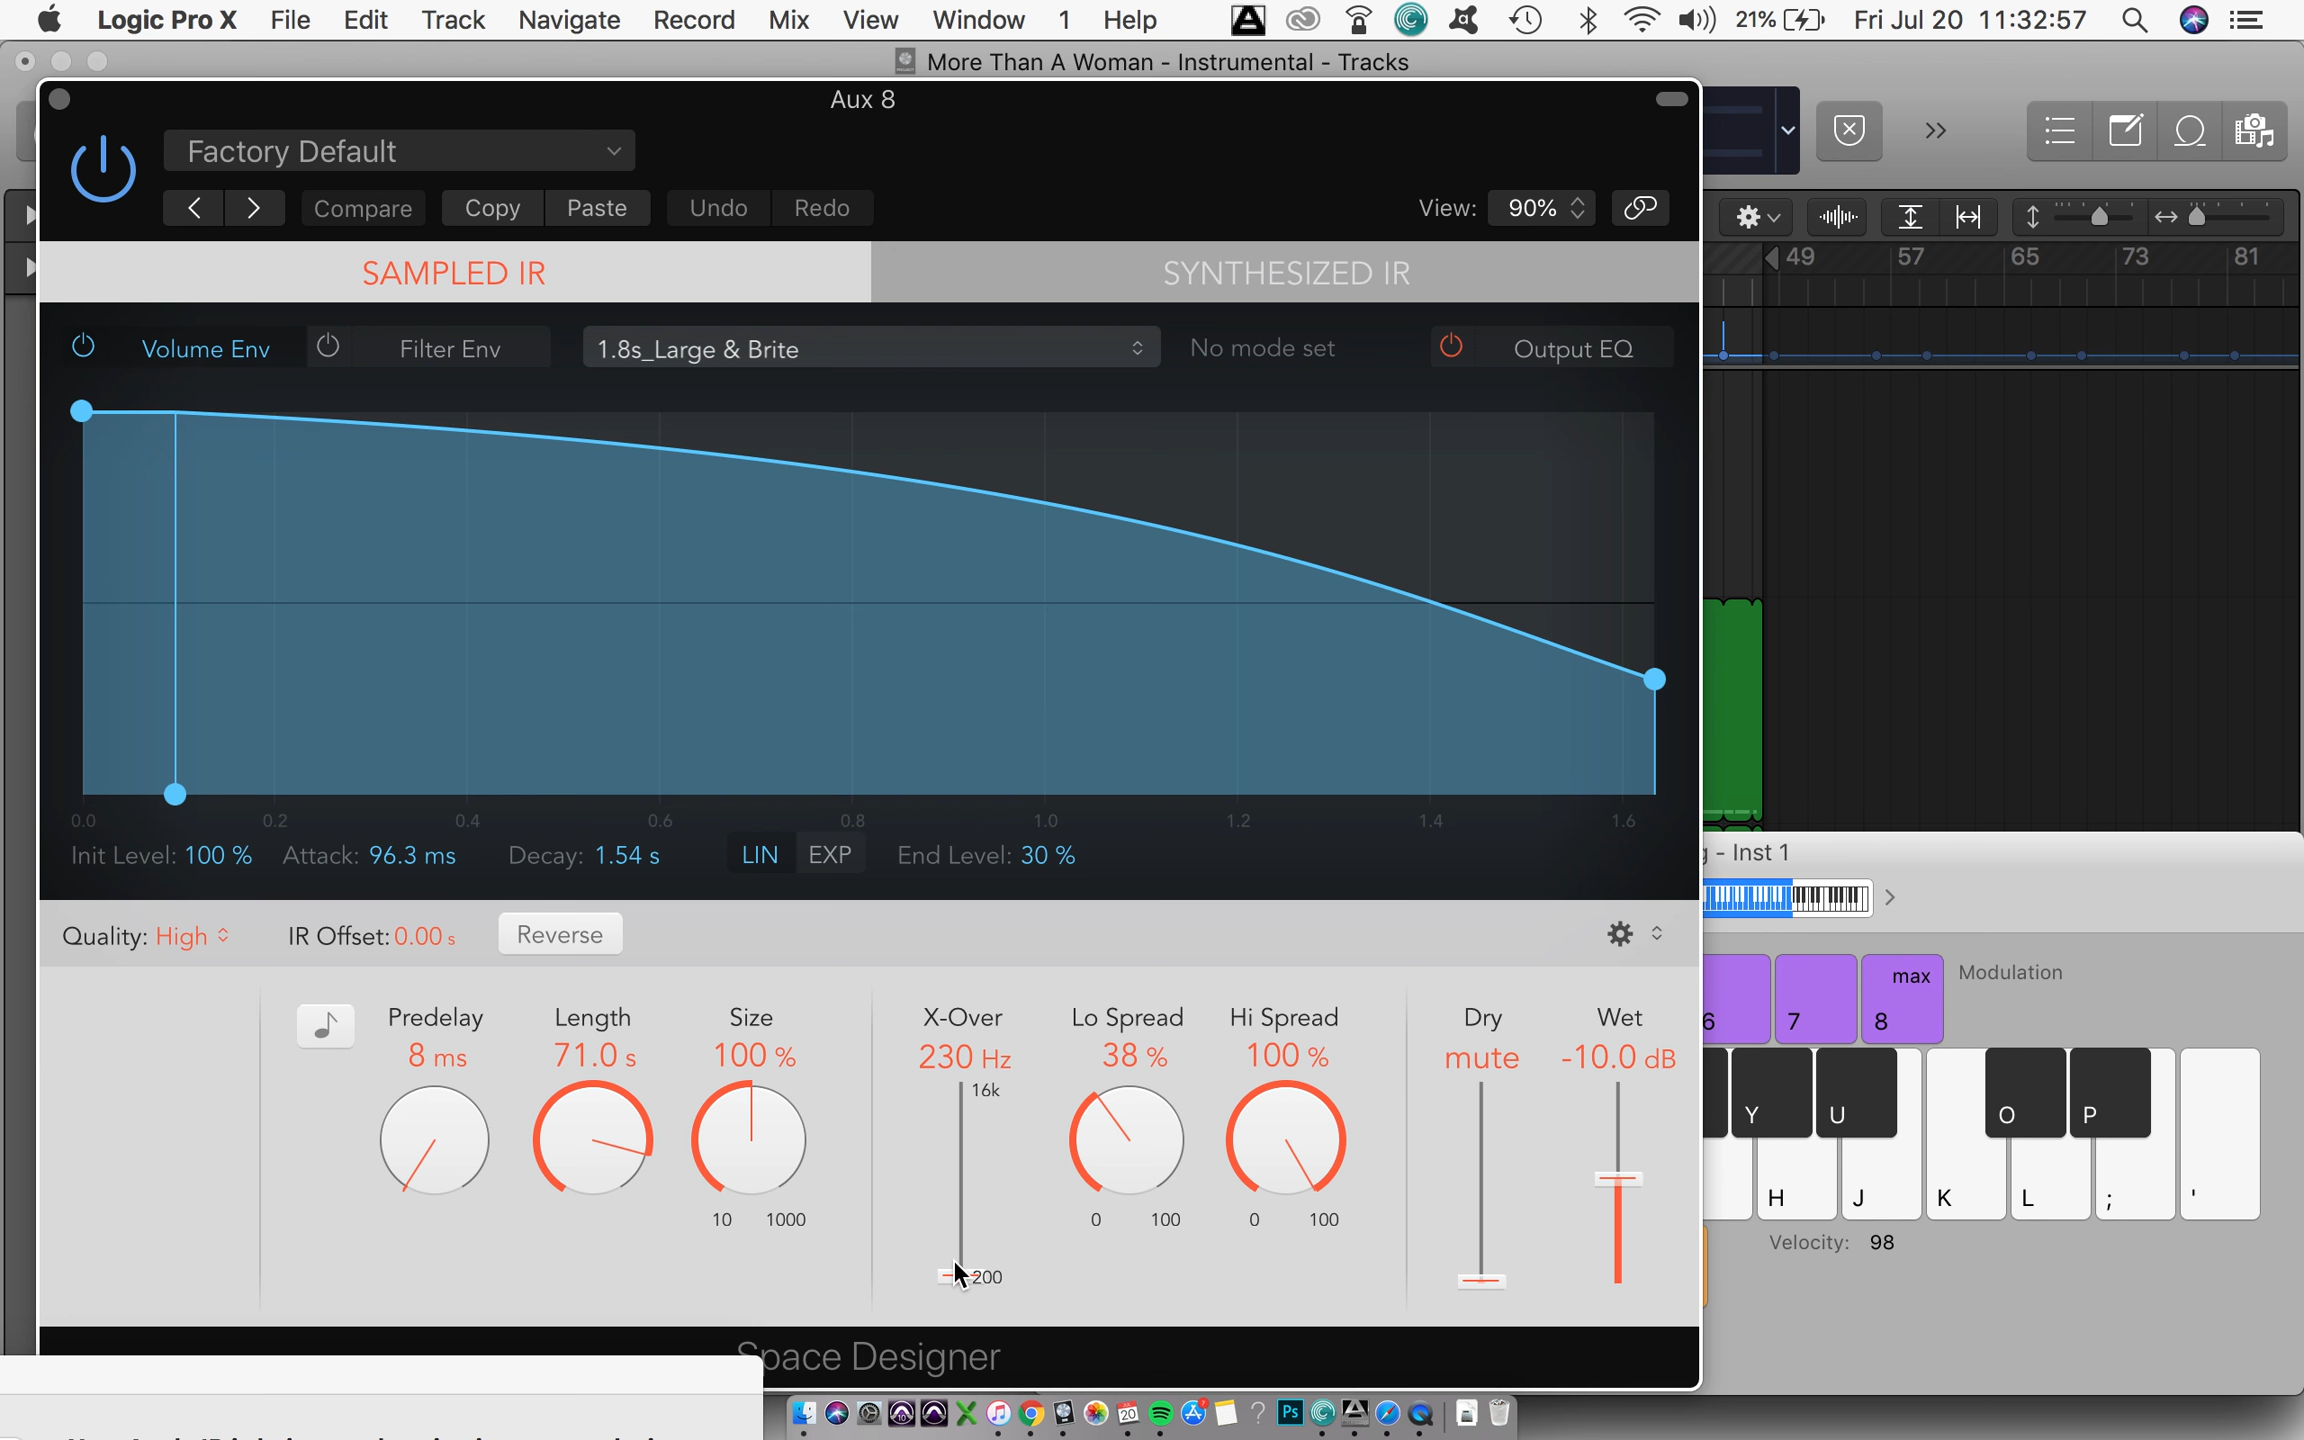 Logic Pro X File Edit Track Navigate Record Mix View Window 1 Help 21% Fri Jul 20 11:32:57
More Than A Woman - Instrumental - Tracks
Aux 8
Factory Default
Compare Copy Paste Undo Redo View: 90%
SAMPLED IR SYNTHESIZED IR
49 57 65 73 81
Volume Env Filter Env 1.8s_Large & Brite No mode set Output EQ
0.0 0.2 0.4 0.6 0.8 1.0 1.2 1.4 1.6
Init Level: 100 % Attack: 96.3 ms Decay: 1.54 s LIN EXP End Level: 30 %
- Inst 1
Quality: High IR Offset: 0.00 s Reverse
max Modulation
6 7 8
Predelay Length Size X-Over Lo Spread Hi Spread Dry Wet
8 ms 71.0 s 100 % 230 Hz 38 % 100 % mute -10.0 dB
16k
Y U O P
H J K L ; '
10 1000 0 100 0 100
Velocity: 98
200
Space Designer
10 20 Ps